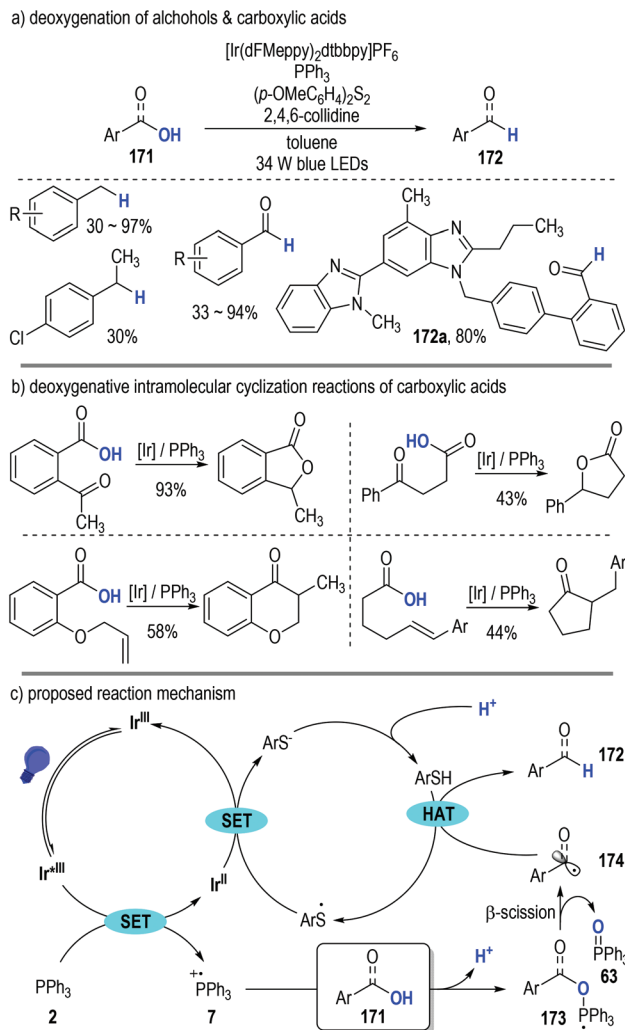 a) deoxygenation of alchohols & carboxylic acids
[Ir(dFMeppy)2dtbbpy]PF6
PPh3
(p-OMeC6H4)2S2
2,4,6-collidine
toluene
34 W blue LEDs
O
Ar
OH
171
O
Ar
H
172
R
H
30 ~ 97%
CH3
H
Cl
30%
O
R
H
33 ~ 94%
CH3
N
N
N
N
CH3
CH3
O
H
172a, 80%
b) deoxygenative intramolecular cyclization reactions of carboxylic acids
O
OH
O
CH3
[Ir] / PPh3
93%
O
O
CH3
HO
O
O
Ph
[Ir] / PPh3
43%
O
O
Ph
O
OH
O
[Ir] / PPh3
58%
O
CH3
O
O
OH
Ar
[Ir] / PPh3
44%
O
Ar
c) proposed reaction mechanism
IrIII
ArS-
H+
O
172
Ar
H
ArSH
SET
HAT
O
174
Ar
Ir*III
IrII
ArS•
β-scission
O
PPh3
63
SET
PPh3
2
+•
PPh3
7
O
Ar
OH
171
H+
O
Ar
O
173
PPh3